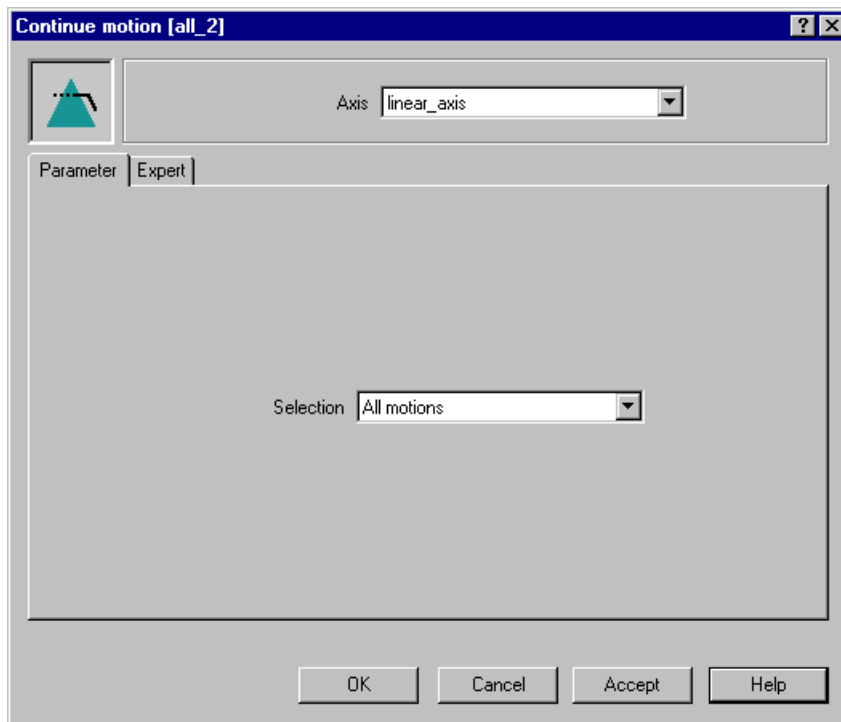 Continue motion [all_2]
Axis linear_axis
Parameter Expert
Selection All motions
OK Cancel Accept Help